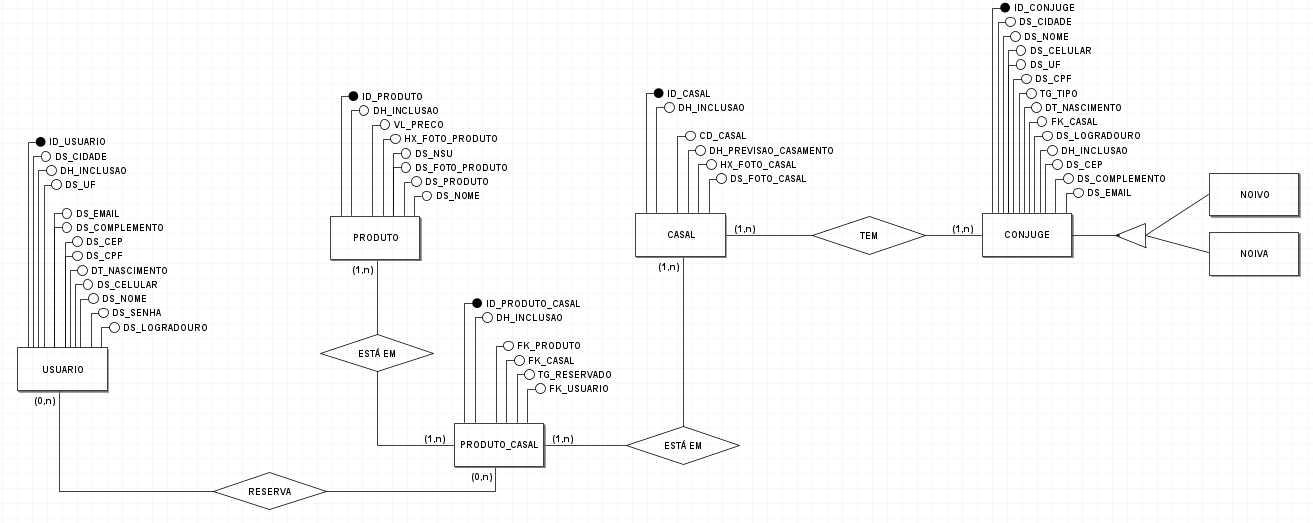 ID_CONJUGE
DS_CIDADE
DS_NOME
DS_CELULAR
DS_UF
DS_CPF
TG_TIPO
DT_NASCIMENTO
FK_CASAL
DS_LOGRADOURO
DH_INCLUSAO
DS_CEP
DS_COMPLEMENTO
DS_EMAIL
CONJUGE
NOIVO
NOIVA
ID_CASAL
DH_INCLUSAO
CD_CASAL
DH_PREVISAO_CASAMENTO
HX_FOTO_CASAL
DS_FOTO_CASAL
CASAL
(1,n)
TEM
(1,n)
(1,n)
ID_PRODUTO
DH_INCLUSAO
VL_PRECO
HX_FOTO_PRODUTO
DS_NSU
DS_FOTO_PRODUTO
DS_PRODUTO
DS_NOME
PRODUTO
(1,n)
ESTÁ EM
ID_USUARIO
DS_CIDADE
DH_INCLUSAO
DS_UF
DS_EMAIL
DS_COMPLEMENTO
DS_CEP
DS_CPF
DT_NASCIMENTO
DS_CELULAR
DS_NOME
DS_SENHA
DS_LOGRADOURO
USUARIO
(0,n)
ID_PRODUTO_CASAL
DH_INCLUSAO
FK_PRODUTO
FK_CASAL
TG_RESERVADO
FK_USUARIO
(1,n)
PRODUTO_CASAL
(1,n)
ESTÁ EM
(0,n)
RESERVA